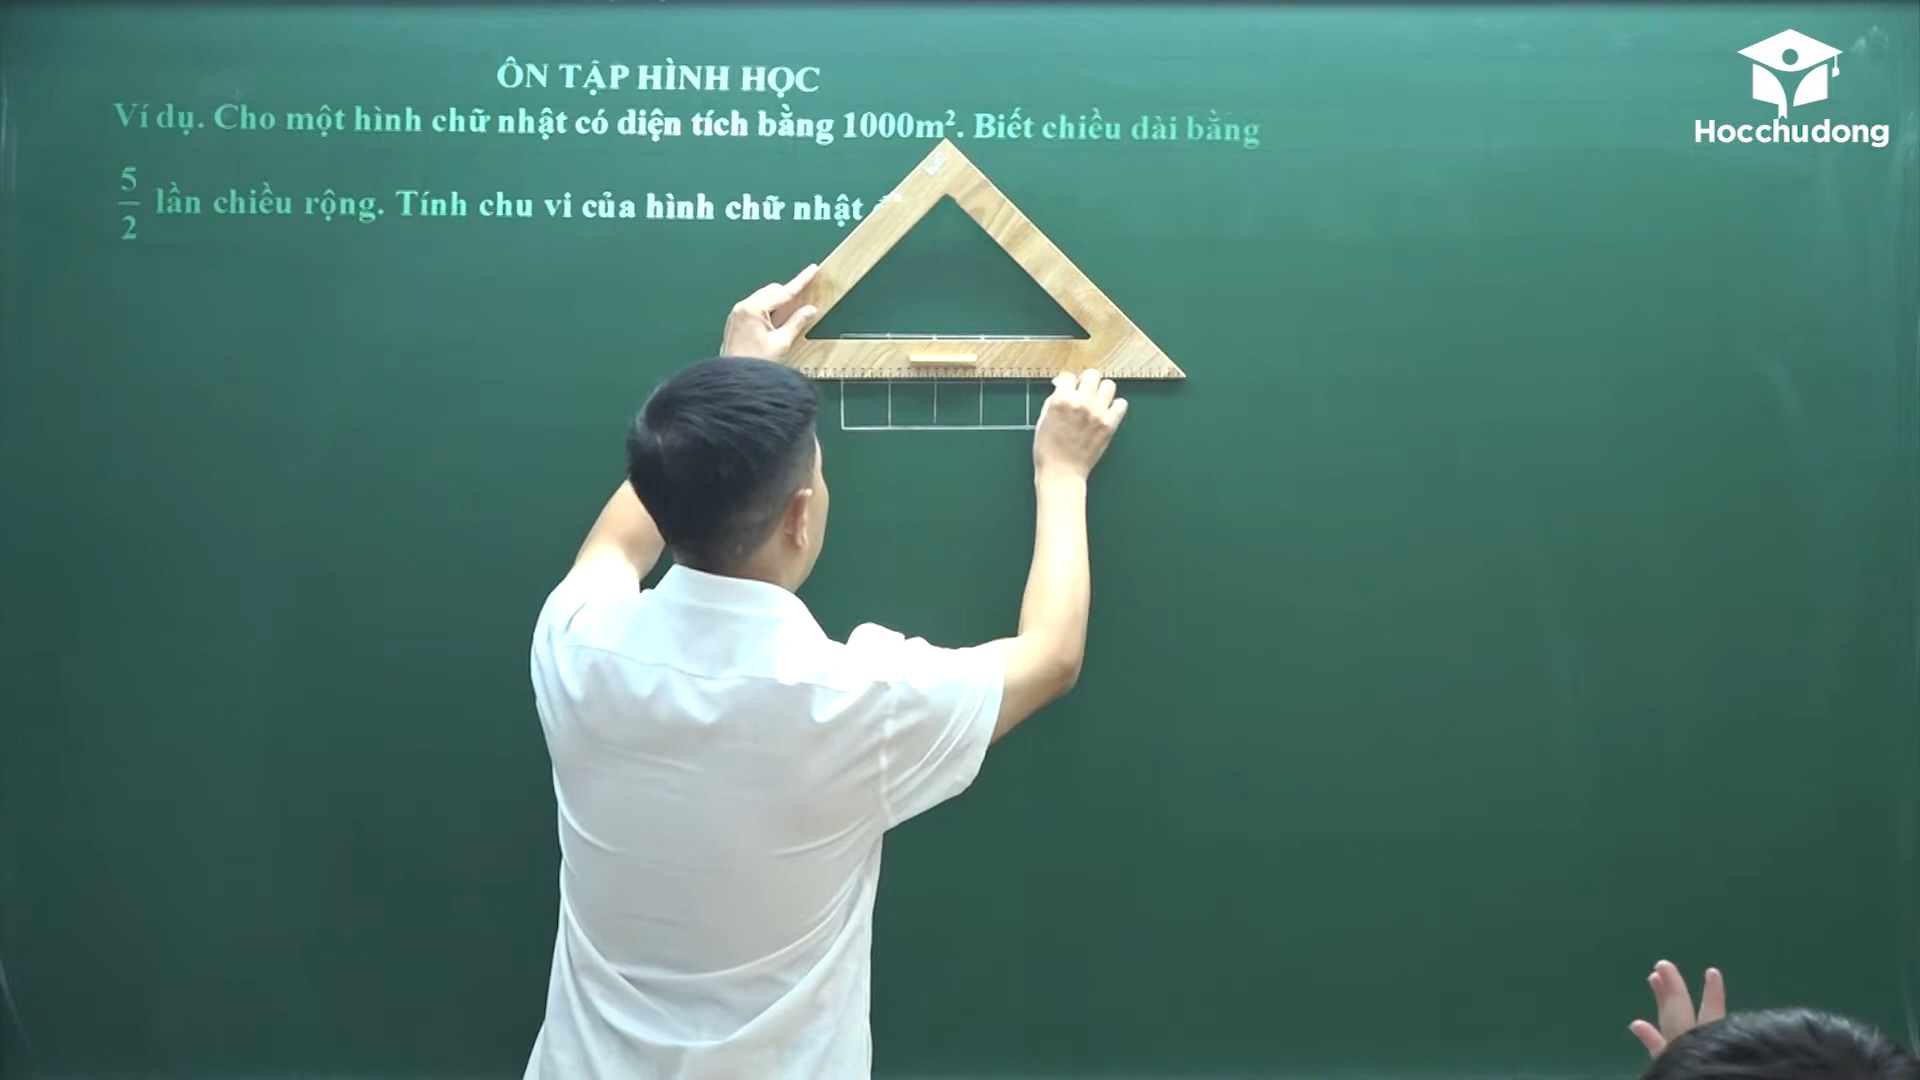 ÔN TẬP HÌNH HỌC
Ví dụ. Cho một hình chữ nhật có diện tích bằng 1000m². Biết chiều dài bằng
5/2 lần chiều rộng. Tính chu vi của hình chữ nhật
Hocchudong